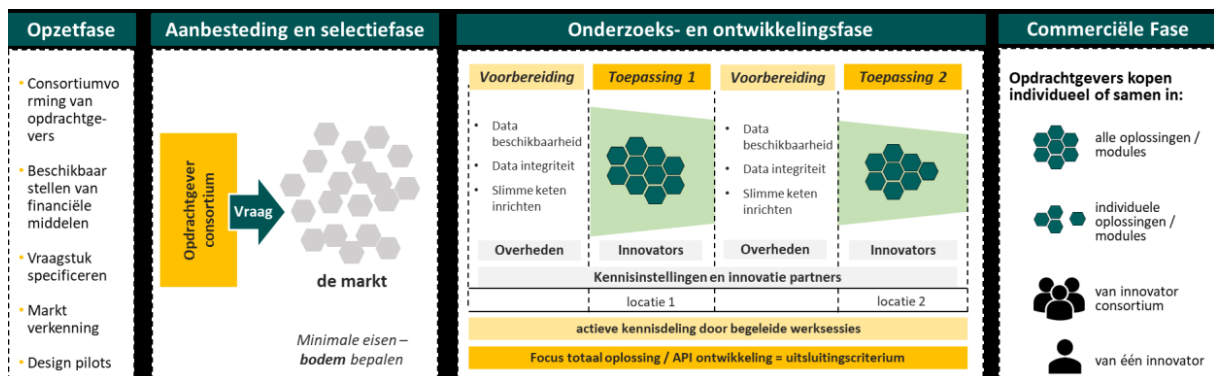 Opzetfase
• Consortiumvo
rming van
opdrachtge-
vers
• Beschikbaar
stellen van
financiële
middelen
• Vraagstuk
specificeren
• Markt
verkenning
• Design pilots
Aanbesteding en selectiefase
Opdrachtgever
consortium
Vraag
de markt
Minimale eisen –
bodem bepalen
Onderzoeks- en ontwikkelingsfase
Voorbereiding
• Data
beschikbaarheid
• Data integriteit
• Slimme keten
inrichten
Overheden
Toepassing 1
Innovators
Voorbereiding
• Data
beschikbaarheid
• Data integriteit
• Slimme keten
inrichten
Overheden
Toepassing 2
Innovators
Kennisinstellingen en innovatie partners
locatie 1
locatie 2
actieve kennisdeling door begeleide werksessies
Focus totaal oplossing / API ontwikkeling = uitsluitingscriterium
Commerciële Fase
Opdrachtgevers kopen
individueel of samen in:
alle oplossingen /
modules
individuele
oplossingen /
modules
van innovator
consortium
van één innovator